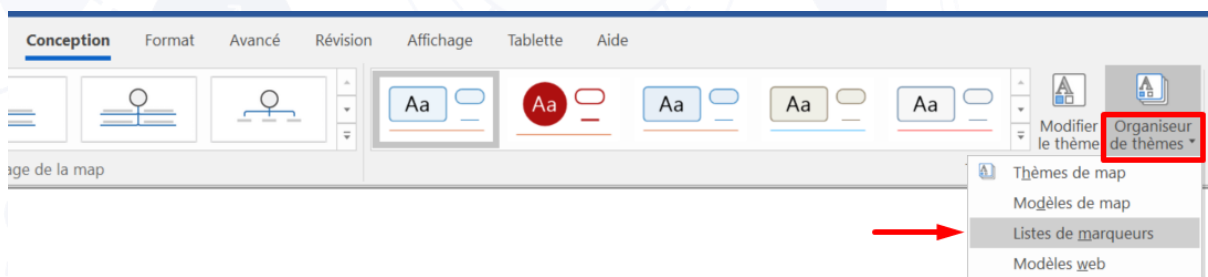 Conception Format Avancé Révision Affichage Tablette Aide
Aa Aa Aa Aa Aa
Modifier
le thème
Organiseur
de thèmes
age de la map
Thèmes de map
Modèles de map
Listes de marqueurs
Modèles web